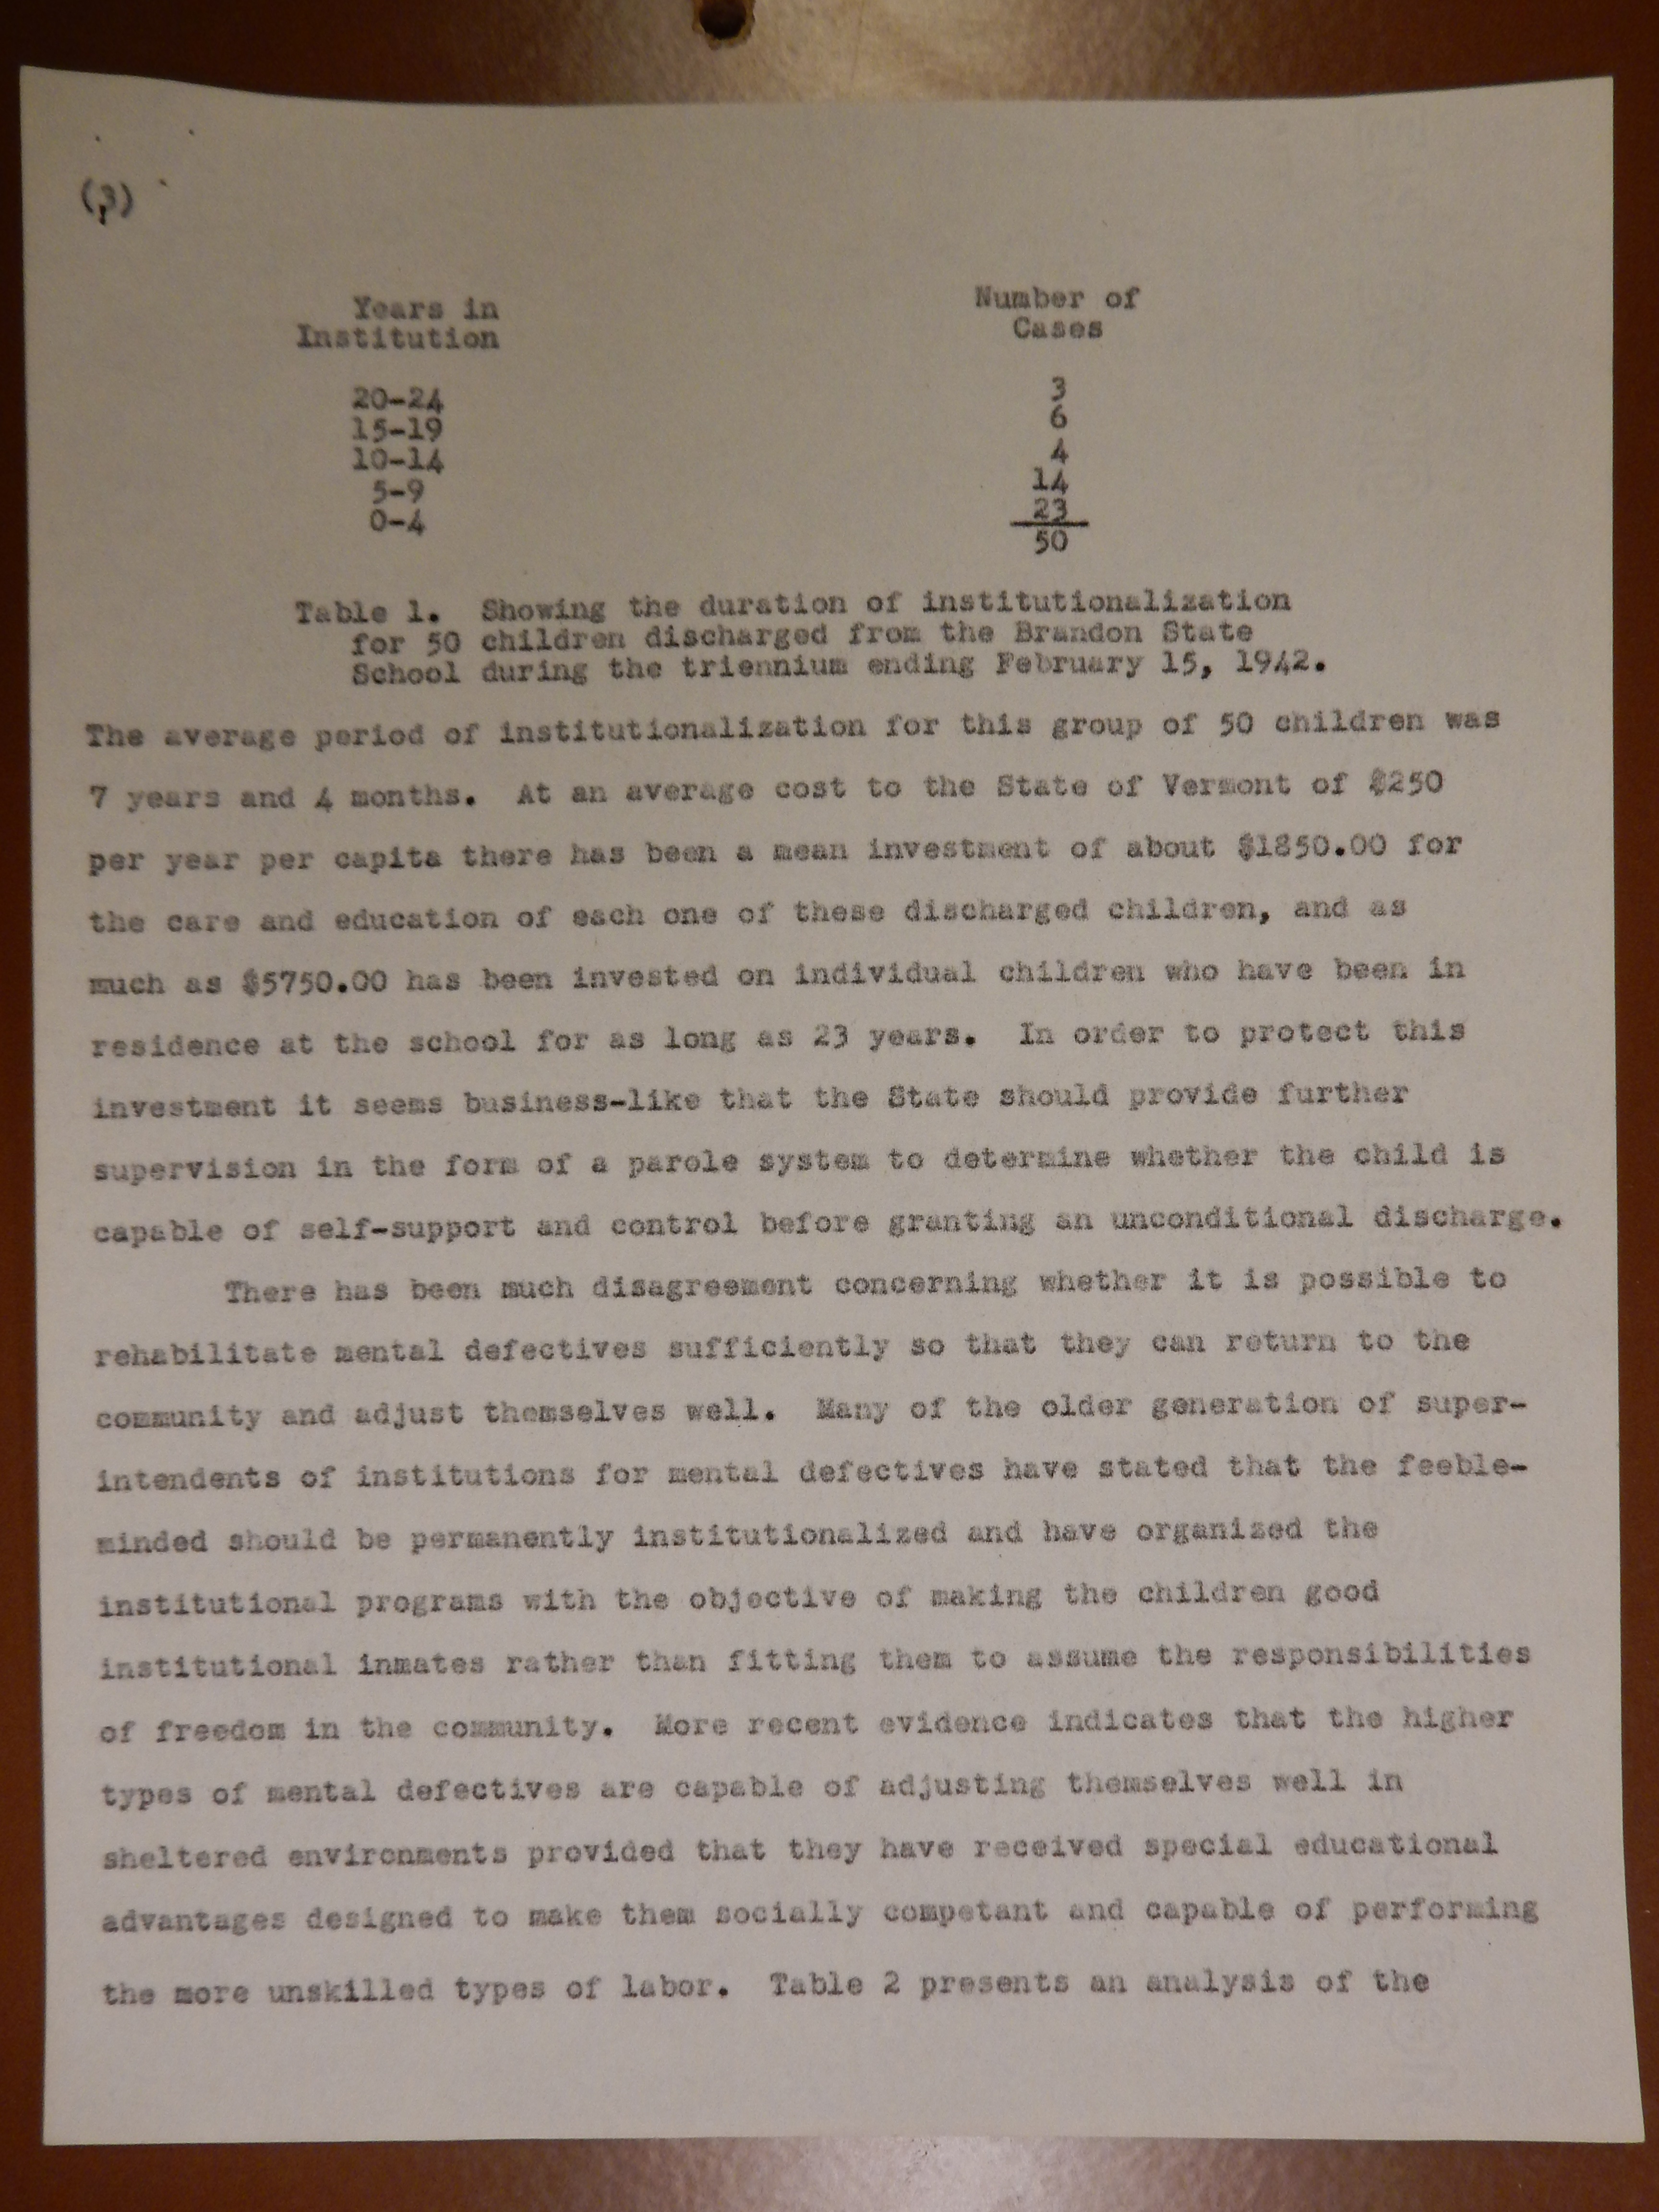 (3)
Years in Number of
Institution Cases
20-24 3
15-19 6
10-14 4
5-9 14
0-4 23
50
Table 1. Showing the duration of institutionalization
for 50 children discharged from the Brandon State
School during the triennium ending February 15, 1942.
The average period of institutionalization for this group of 50 children was
7 years and 4 months. At an average cost to the State of Vermont of $250
per year per capita there has been a mean investment of about $1850.00 for
the care and education of each one of these discharged children, and as
much as $5750.00 has been invested on individual children who have been in
residence at the school for as long as 23 years. In order to protect this
investment it seems business-like that the State should provide further
supervision in the form of a parole system to determine whether the child is
capable of self-support and control before granting an unconditional discharge.
There has been much disagreement concerning whether it is possible to
rehabilitate mental defectives sufficiently so that they can return to the
community and adjust themselves well. Many of the older generation of super-
intendents of institutions for mental defectives have stated that the feeble-
minded should be permanently institutionalized and have organized the
institutional programs with the objective of making the children good
institutional inmates rather than fitting them to assume the responsibilities
of freedom in the community. More recent evidence indicates that the higher
types of mental defectives are capable of adjusting themselves well in
sheltered environments provided that they have received special educational
advantages designed to make them socially competant and capable of performing
the more unskilled types of labor. Table 2 presents an analysis of the